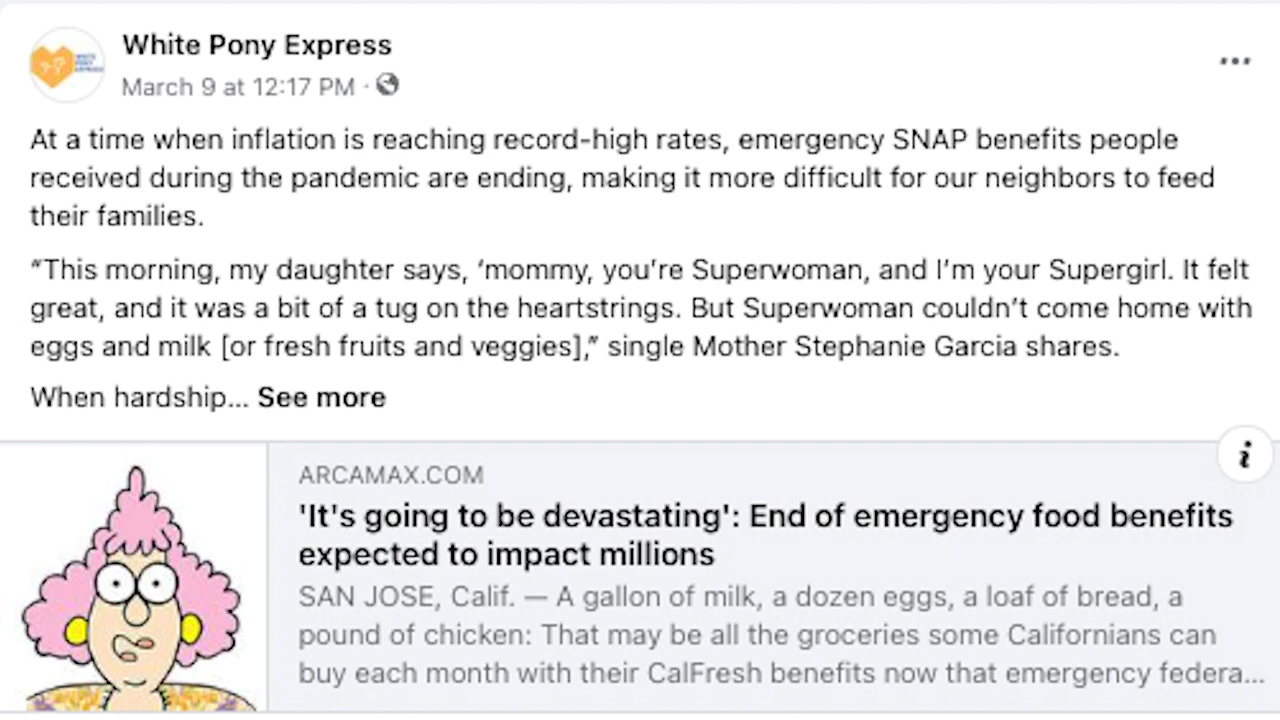 White Pony Express
March 9 at 12:17 PM ·
At a time when inflation is reaching record-high rates, emergency SNAP benefits people
received during the pandemic are ending, making it more difficult for our neighbors to feed
their families.
“This morning, my daughter says, ‘mommy, you’re Superwoman, and I’m your Supergirl. It felt
great, and it was a bit of a tug on the heartstrings. But Superwoman couldn’t come home with
eggs and milk [or fresh fruits and veggies],” single Mother Stephanie Garcia shares.
When hardship... See more
ARCAMAX.COM
'It's going to be devastating': End of emergency food benefits
expected to impact millions
SAN JOSE, Calif. — A gallon of milk, a dozen eggs, a loaf of bread, a
pound of chicken: That may be all the groceries some Californians can
buy each month with their CalFresh benefits now that emergency federa...